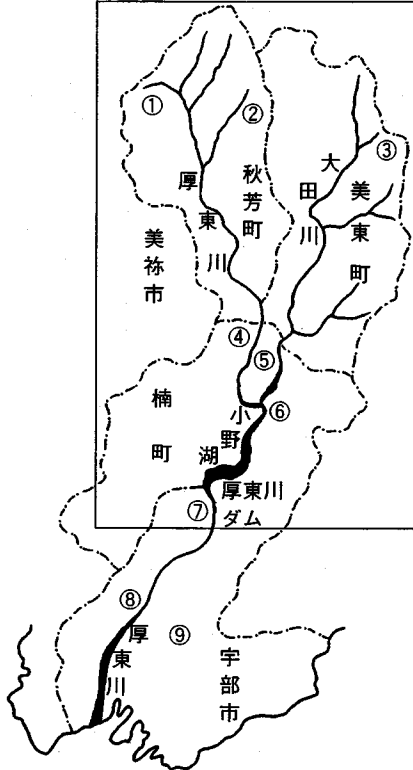 ①
②
③
厚東川
秋芳町
大田川
美東町
美祢市
④
⑤
⑥
楠町
小野湖
厚東川
ダム
⑦
⑧
厚東川
⑨
宇部市